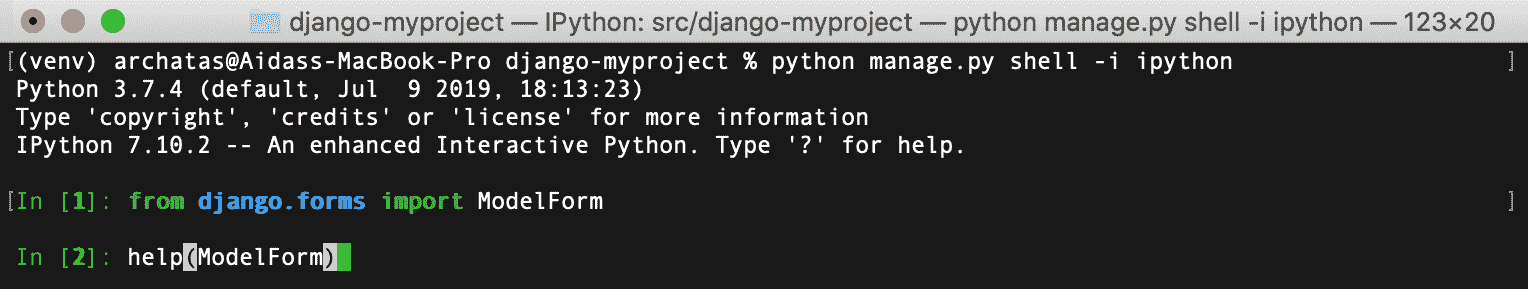 django-myproject — IPython: src/django-myproject — python manage.py shell -i ipython — 123×20
[(venv) archatas@Aidass-MacBook-Pro django-myproject % python manage.py shell -i ipython ]
Python 3.7.4 (default, Jul  9 2019, 18:13:23)
Type 'copyright', 'credits' or 'license' for more information
IPython 7.10.2 -- An enhanced Interactive Python. Type '?' for help.
[In [1]: from django.forms import ModelForm ]
In [2]: help(ModelForm)